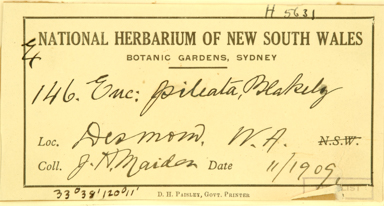 H 5631
Ex
NATIONAL HERBARIUM OF NEW SOUTH WALES
BOTANIC GARDENS, SYDNEY
146. Euc: pileata, Blakely
Loc. Desmond, W.A. N.S.W.
Coll. J. H. Maiden Date 11/1909,
33°38'/120°11'
D. H. PAISLEY, GOVT. PRINTER